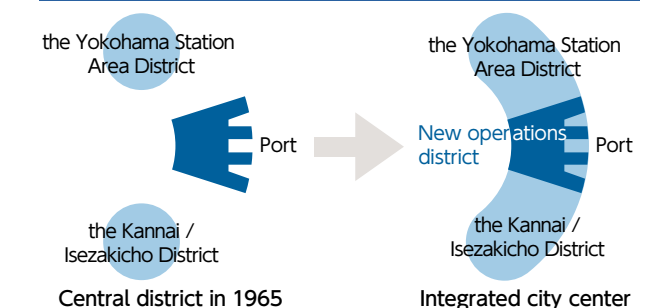 the Yokohama Station
Area District
Port
the Kannai /
Isezakicho District
Central district in 1965
the Yokohama Station
Area District
New operations
district
Port
the Kannai /
Isezakicho District
Integrated city center